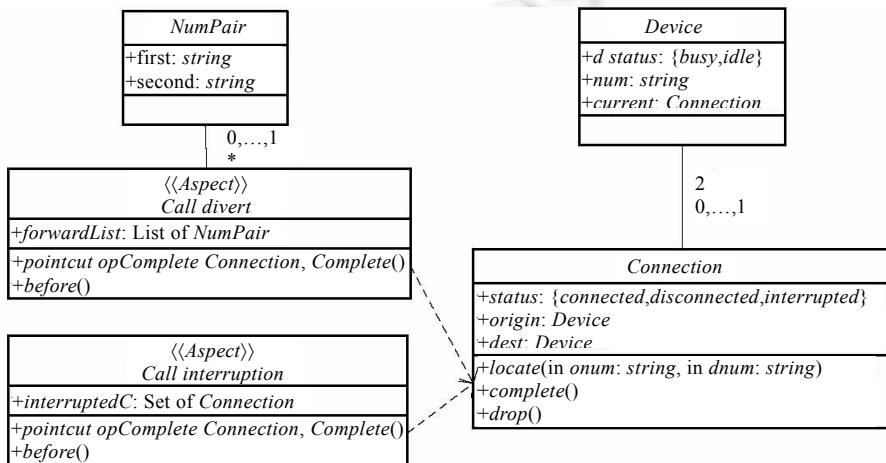 NumPair
+first: string
+second: string
0,…,1
*
⟨⟨Aspect⟩⟩
Call divert
+forwardList: List of NumPair
+pointcut opComplete Connection, Complete()
+before()
⟨⟨Aspect⟩⟩
Call interruption
+interruptedC: Set of Connection
+pointcut opComplete Connection, Complete()
+before()
Device
+d status: {busy,idle}
+num: string
+current: Connection
2
0,…,1
Connection
+status: {connected,disconnected,interrupted}
+origin: Device
+dest: Device
+locate(in onum: string, in dnum: string)
+complete()
+drop()